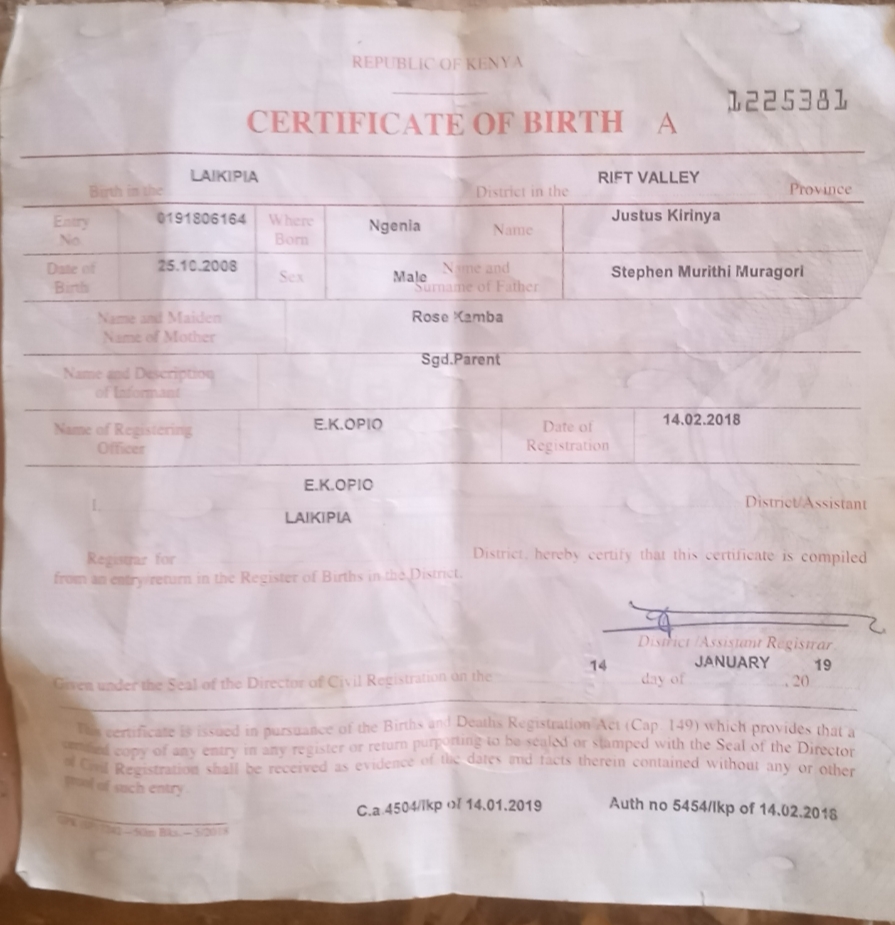 REPUBLIC OF KENYA
1225381
CERTIFICATE OF BIRTH A
LAIKIPIA RIFT VALLEY
Birth in the District in the Province
Entry No. 0191806164 Where Born Ngenia Name Justus Kirinya
Date of Birth 25.10.2008 Sex Male Name and Surname of Father Stephen Murithi Muragori
Name and Maiden Name of Mother Rose Kamba
Name and Description of Informant Sgd.Parent
Name of Registering Officer E.K.OPIO Date of Registration 14.02.2018
E.K.OPIO
I, District/Assistant
LAIKIPIA
Registrar for District, hereby certify that this certificate is compiled
from an entry/return in the Register of Births in the District.
District/Assistant Registrar.
14 JANUARY 19
Given under the Seal of the Director of Civil Registration on the day of , 20
This certificate is issued in pursuance of the Births and Deaths Registration Act (Cap. 149) which provides that a
certified copy of any entry in any register or return purporting to be sealed or stamped with the Seal of the Director
of Civil Registration shall be received as evidence of the dates and facts therein contained without any or other
proof of such entry
C.a.4504/lkp of 14.01.2019 Auth no 5454/lkp of 14.02.2018